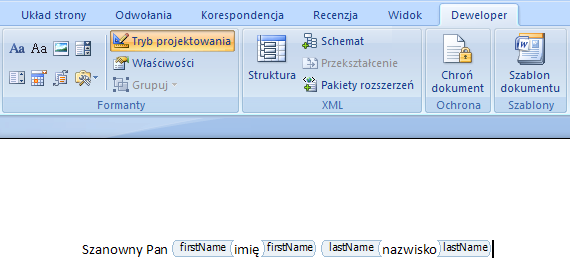 Układ strony Odwołania Korespondencja Recenzja Widok Deweloper
Aa Aa Tryb projektowania
Właściwości
Grupuj
Formanty
Struktura
Schemat
Przekształcenie
Pakiety rozszerzeń
XML
Chroń
dokument
Ochrona
W
Szablon
dokumentu
Szablony
Szanowny Pan firstName imię firstName lastName nazwisko lastName